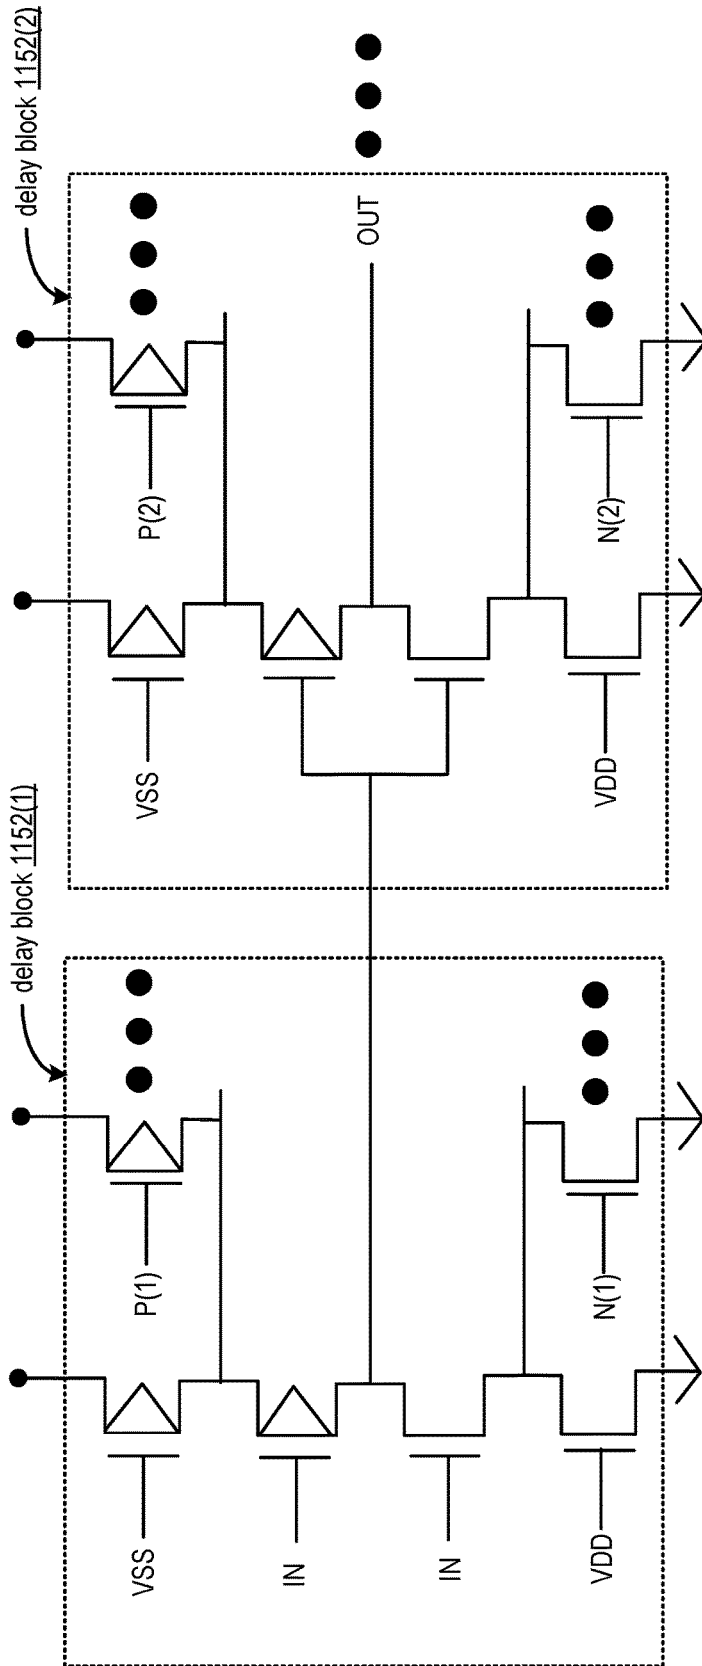 delay block 1152(1)
VSS
P(1)
IN
IN
VDD
N(1)
delay block 1152(2)
VSS
P(2)
OUT
VDD
N(2)